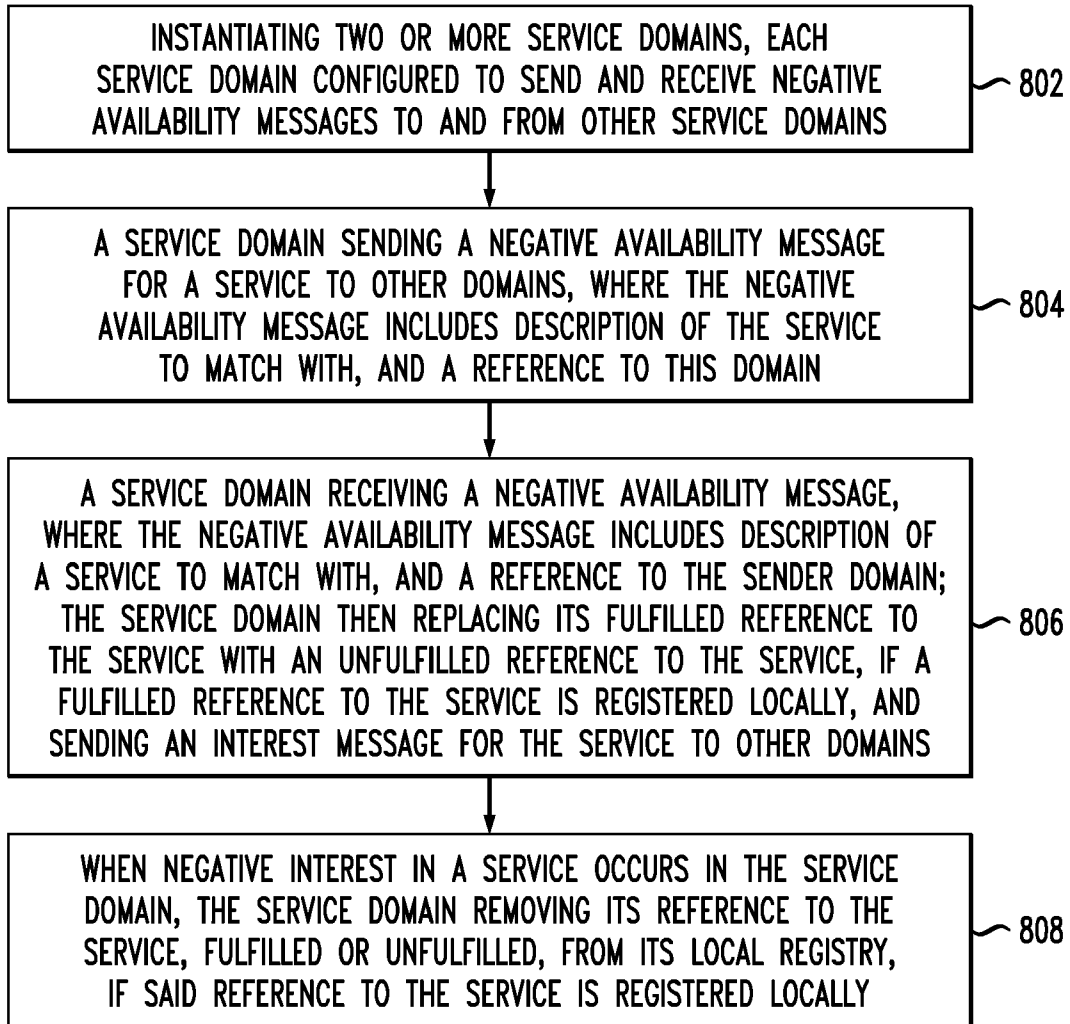 INSTANTIATING TWO OR MORE SERVICE DOMAINS, EACH
SERVICE DOMAIN CONFIGURED TO SEND AND RECEIVE NEGATIVE
AVAILABILITY MESSAGES TO AND FROM OTHER SERVICE DOMAINS
802
A SERVICE DOMAIN SENDING A NEGATIVE AVAILABILITY MESSAGE
FOR A SERVICE TO OTHER DOMAINS, WHERE THE NEGATIVE
AVAILABILITY MESSAGE INCLUDES DESCRIPTION OF THE SERVICE
TO MATCH WITH, AND A REFERENCE TO THIS DOMAIN
804
A SERVICE DOMAIN RECEIVING A NEGATIVE AVAILABILITY MESSAGE,
WHERE THE NEGATIVE AVAILABILITY MESSAGE INCLUDES DESCRIPTION OF
A SERVICE TO MATCH WITH, AND A REFERENCE TO THE SENDER DOMAIN;
THE SERVICE DOMAIN THEN REPLACING ITS FULFILLED REFERENCE TO
THE SERVICE WITH AN UNFULFILLED REFERENCE TO THE SERVICE, IF A
FULFILLED REFERENCE TO THE SERVICE IS REGISTERED LOCALLY, AND
SENDING AN INTEREST MESSAGE FOR THE SERVICE TO OTHER DOMAINS
806
WHEN NEGATIVE INTEREST IN A SERVICE OCCURS IN THE SERVICE
DOMAIN, THE SERVICE DOMAIN REMOVING ITS REFERENCE TO THE
SERVICE, FULFILLED OR UNFULFILLED, FROM ITS LOCAL REGISTRY,
IF SAID REFERENCE TO THE SERVICE IS REGISTERED LOCALLY
808